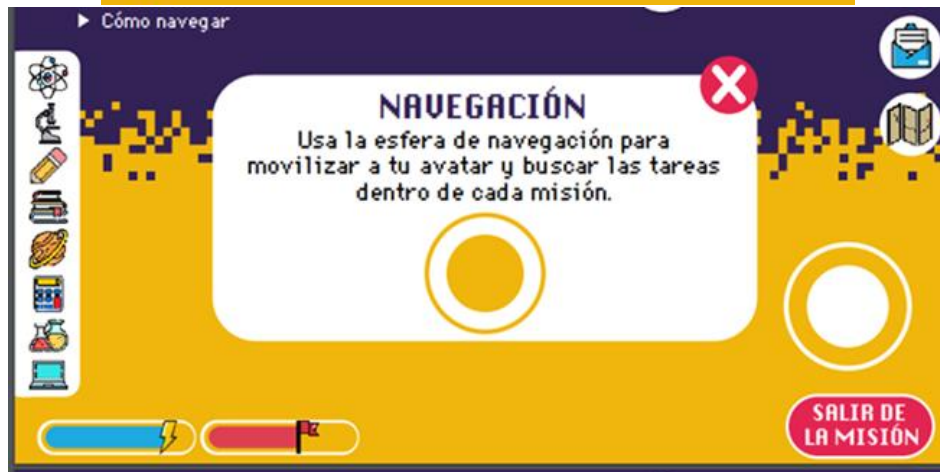 Cómo navegar
NAVEGACIÓN
Usa la esfera de navegación para
movilizar a tu avatar y buscar las tareas
dentro de cada misión.
SALIR DE
LA MISIÓN